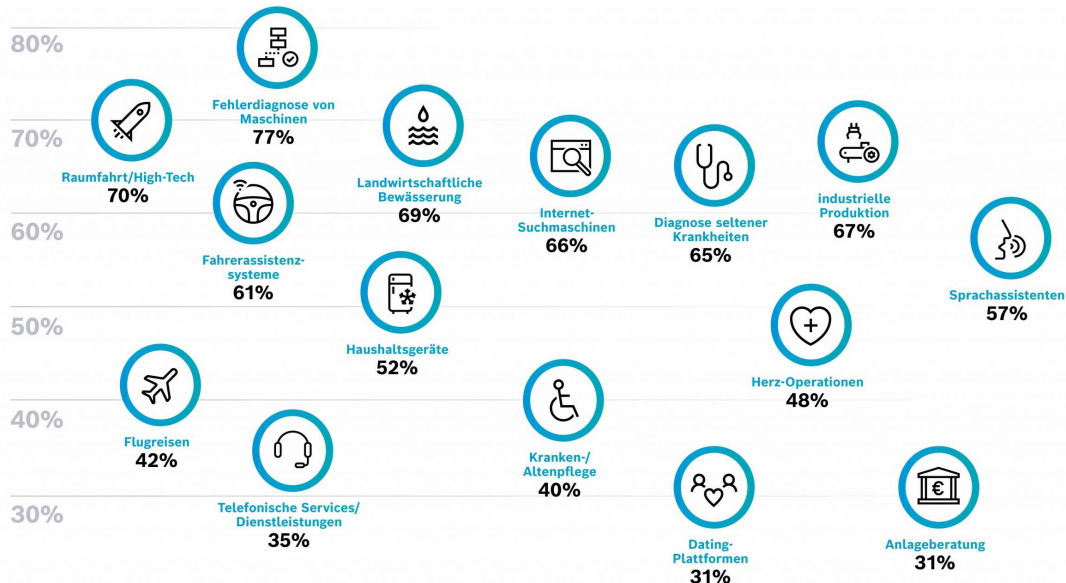 80%
Fehlerdiagnose von
Maschinen
77%
70%
Raumfahrt/High-Tech
70%
Landwirtschaftliche
Bewässerung
69%
Internet-
Suchmaschinen
66%
Diagnose seltener
Krankheiten
65%
industrielle
Produktion
67%
60%
Fahrerassistenz-
systeme
61%
Sprachassistenten
57%
50%
Haushaltsgeräte
52%
Herz-Operationen
48%
40%
Flugreisen
42%
Kranken-/
Altenpflege
40%
30%
Telefonische Services/
Dienstleistungen
35%
Dating-
Plattformen
31%
€
Anlageberatung
31%